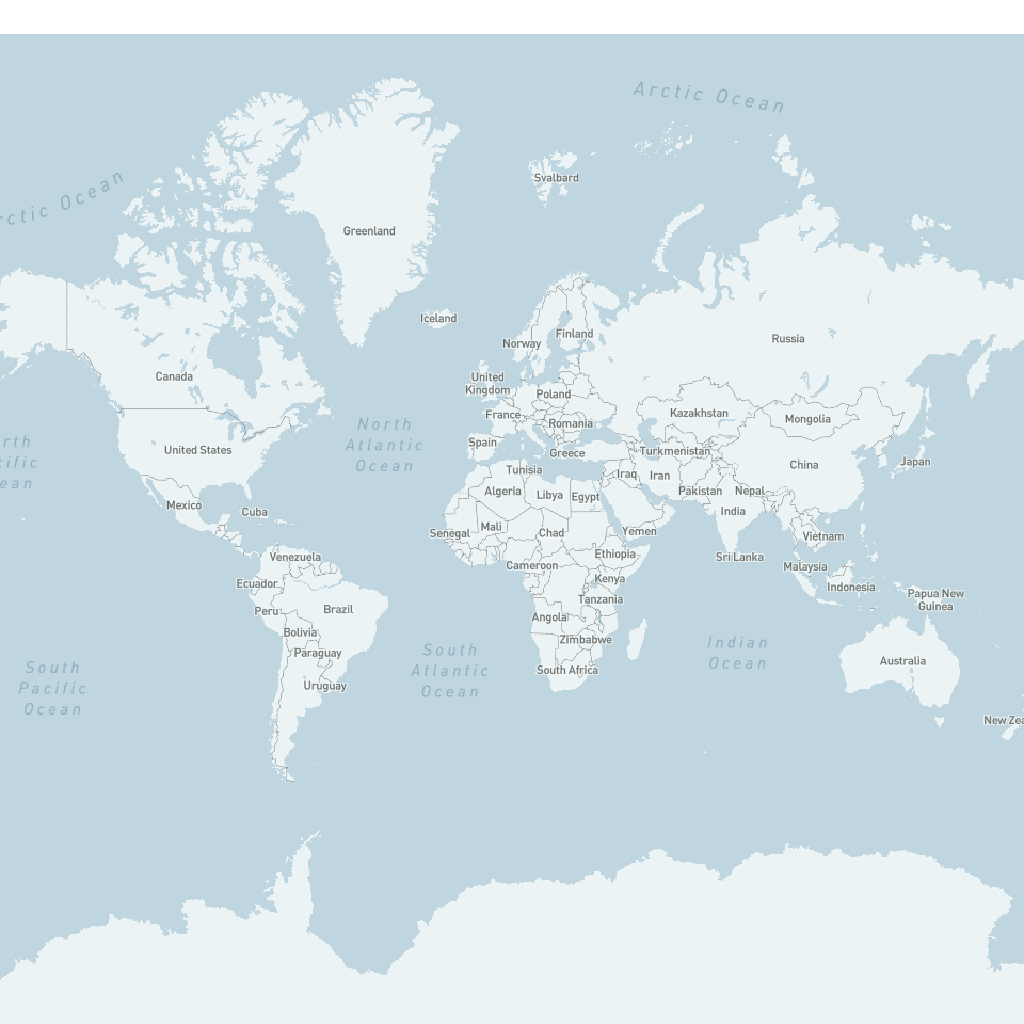 Arctic Ocean
Svalbard
rctic Ocean
Greenland
Iceland
Norway
Finland
Russia
Canada
United
Kingdom
Poland
France
Romania
Kazakhstan
Mongolia
North
Atlantic
Ocean
rth
cific
ean
United States
Spain
Greece
Turkmenistan
China
Japan
Tunisia
Algeria
Libya
Egypt
Iraq
Iran
Pakistan
Nepal
India
Mexico
Cuba
Senegal
Mali
Chad
Yemen
Vietnam
Venezuela
Cameroon
Ethiopia
Sri Lanka
Malaysia
Ecuador
Kenya
Indonesia
Papua New
Guinea
Peru
Brazil
Tanzania
Angola
Bolivia
Zimbabwe
Paraguay
South Africa
Uruguay
South
Pacific
Ocean
South
Atlantic
Ocean
Indian
Ocean
Australia
New Zea